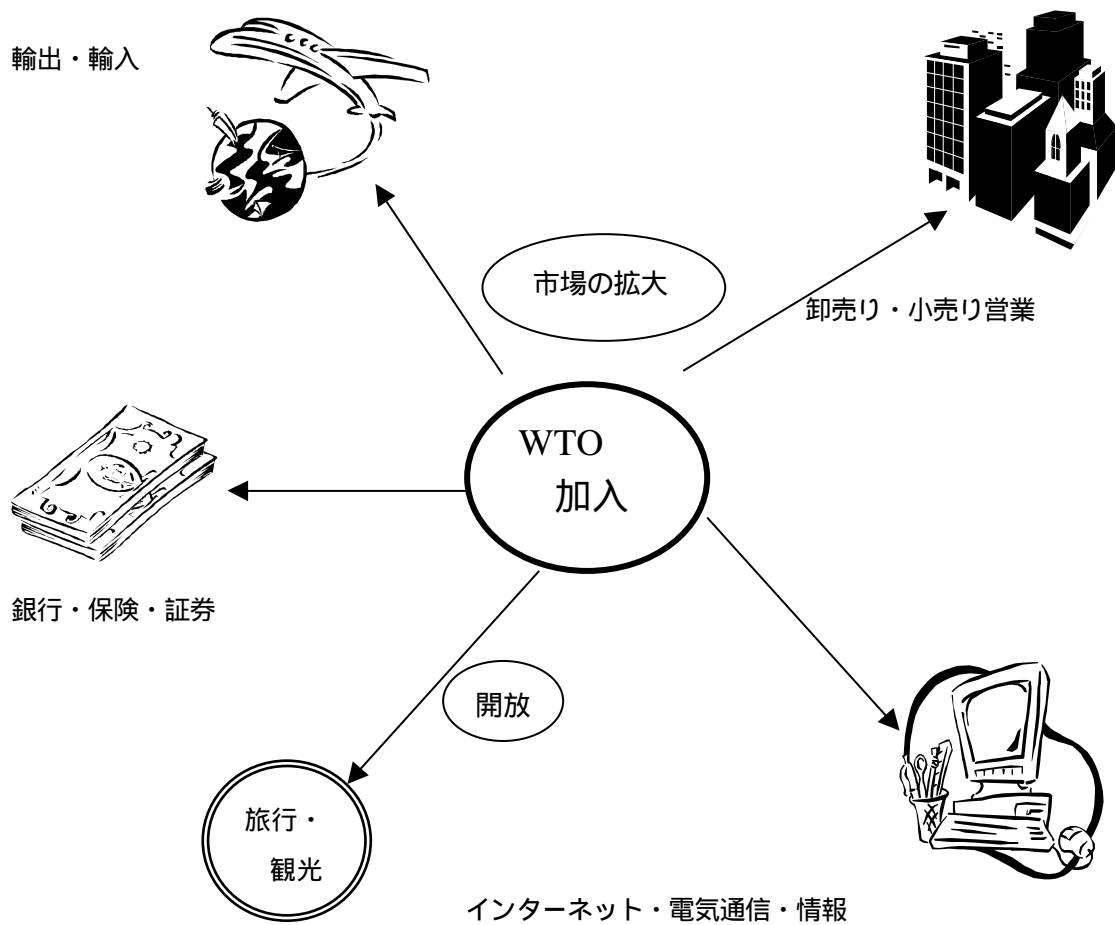 輸出・輸入
市場の拡大
卸売り・小売り営業
WTO
加入
銀行・保険・証券
開放
旅行・
観光
インターネット・電気通信・情報